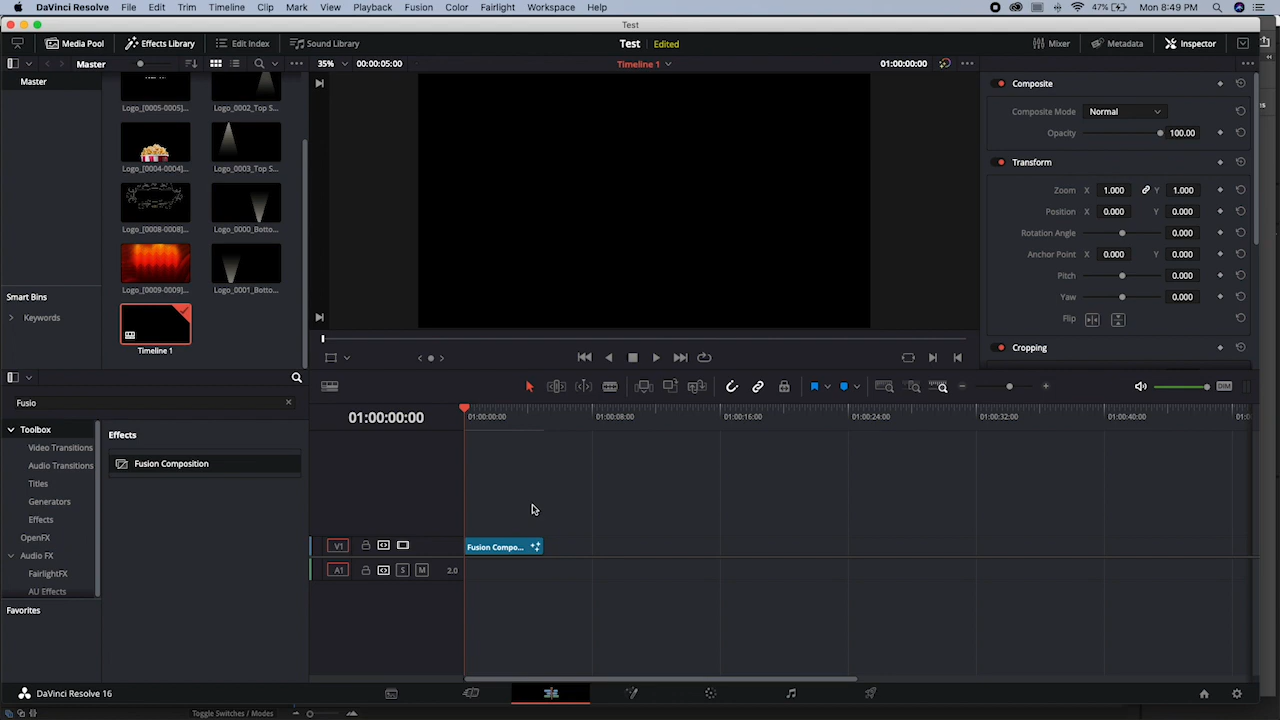 DaVinci Resolve File Edit Trim Timeline Clip Mark View Playback Fusion Color Fairlight Workspace Help 47% Mon 8:49 PM
Test
Media Pool Effects Library Edit Index Sound Library Test Edited Mixer Metadata Inspector
Master 35% 00:00:05:00 Timeline 1 01:00:00:00
Master
Logo_[0005-0005]... Logo_0002_Top S...
Logo_[0004-0004]... Logo_0003_Top S...
Logo_[0008-0008]... Logo_0000_Botto...
Logo_[0009-0009]... Logo_0001_Botto...
Timeline 1
Smart Bins
Keywords
Composite
Composite Mode Normal
Opacity 100.00
Transform
Zoom X 1.000 Y 1.000
Position X 0.000 Y 0.000
Rotation Angle 0.000
Anchor Point X 0.000 Y 0.000
Pitch 0.000
Yaw 0.000
Flip
Cropping
DIM
Fusio
Toolbox
Video Transitions
Audio Transitions
Titles
Generators
Effects
OpenFX
Audio FX
FairlightFX
AU Effects
Favorites
Effects
Fusion Composition
01:00:00:00 01:00:00:00 01:00:08:00 01:00:16:00 01:00:24:00 01:00:32:00 01:00:40:00
V1 Fusion Compo...
A1 S M 2.0
DaVinci Resolve 16
Toggle Switches / Modes